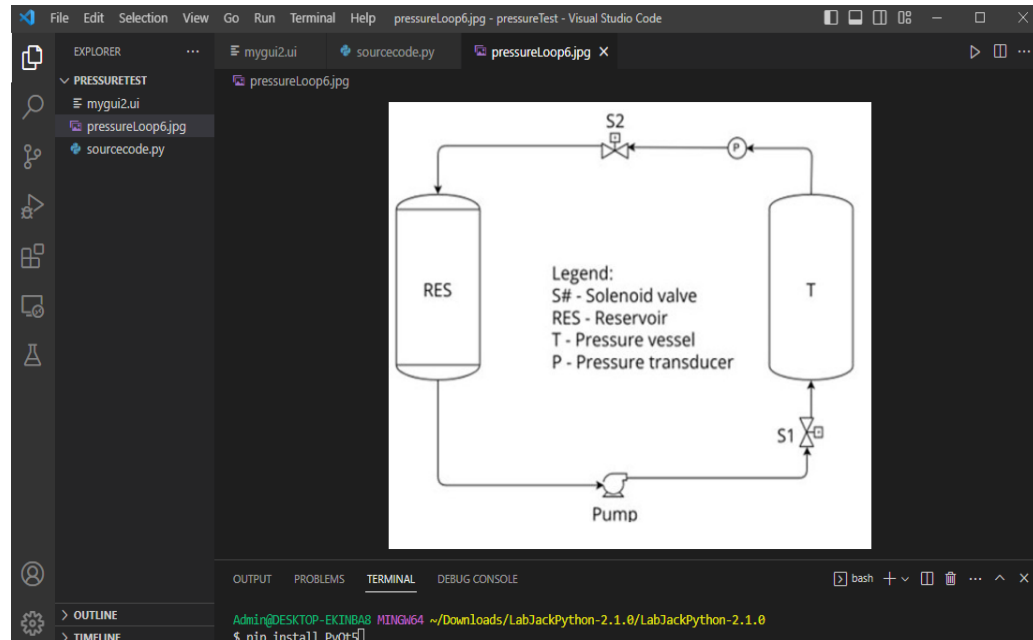 File Edit Selection View Go Run Terminal Help pressureLoop6.jpg - pressureTest - Visual Studio Code
EXPLORER
PRESSURETEST
mygui2.ui
pressureLoop6.jpg
sourcecode.py
OUTLINE
TIMELINE
mygui2.ui sourcecode.py pressureLoop6.jpg
pressureLoop6.jpg
S2
P
RES
T
Legend:
S# - Solenoid valve
RES - Reservoir
T - Pressure vessel
P - Pressure transducer
S1
Pump
OUTPUT PROBLEMS TERMINAL DEBUG CONSOLE
bash
Admin@DESKTOP-EKINBA8 MINGW64 ~/Downloads/LabJackPython-2.1.0/LabJackPython-2.1.0
$ pip install PyQt5